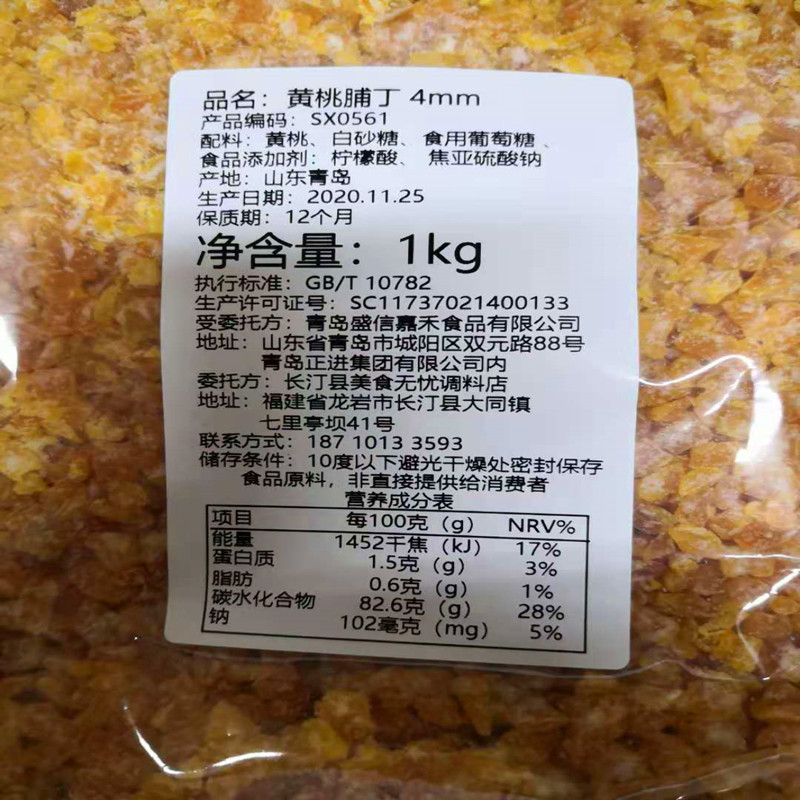 品名：黄桃脯丁 4mm
产品编码：SX0561
配料：黄桃、白砂糖、食用葡萄糖、
食品添加剂：柠檬酸、焦亚硫酸钠
产地：山东青岛
生产日期：2020.11.25
保质期：12个月
净含量：1kg
执行标准：GB/T 10782
生产许可证号：SC11737021400133
受委托方：青岛盛信嘉禾食品有限公司
地址：山东省青岛市城阳区双元路88号
青岛正进集团有限公司内
委托方：长汀县美食无忧调料店
地址：福建省龙岩市长汀县大同镇
七里亭坝41号
联系方式：187 1013 3593
储存条件：10度以下避光干燥处密封保存
食品原料，非直接提供给消费者
营养成分表
项目 每100克（g） NRV%
能量 1452千焦（kJ） 17%
蛋白质 1.5克（g） 3%
脂肪 0.6克（g） 1%
碳水化合物 82.6克（g） 28%
钠 102毫克（mg） 5%